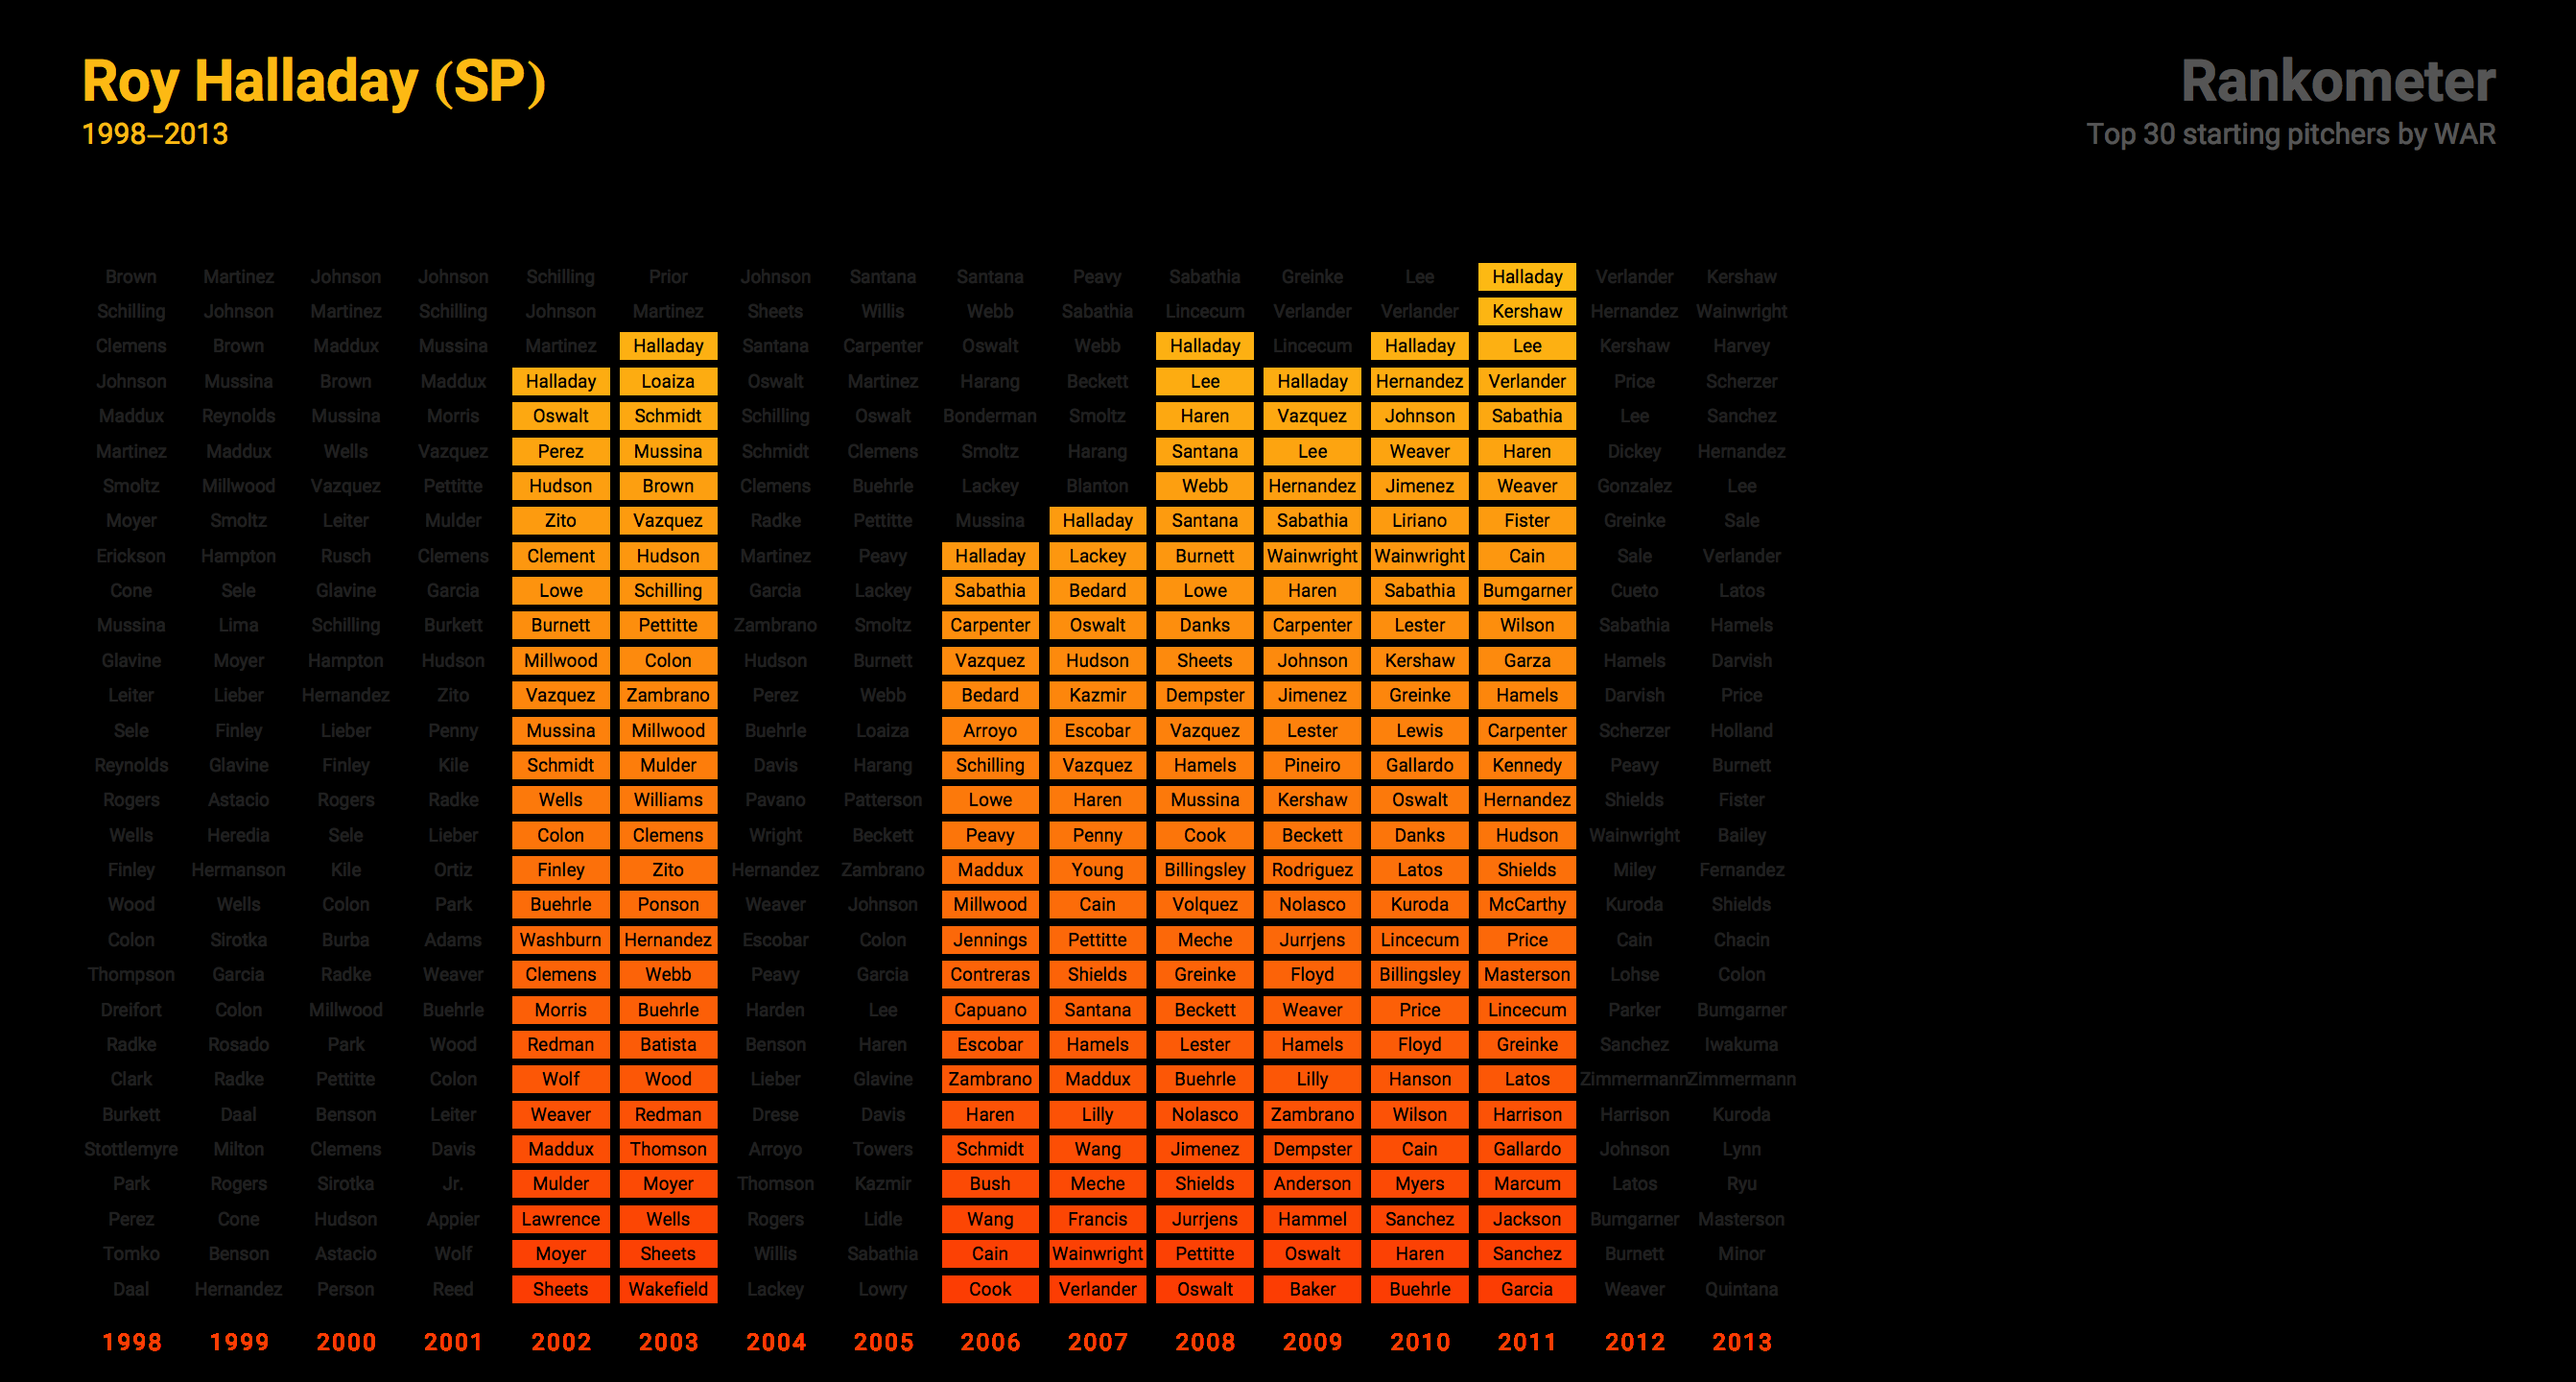 Roy Halladay (SP)
1998–2013
Rankometer
Top 30 starting pitchers by WAR
Brown Martinez Johnson Johnson Schilling Prior Johnson Santana Santana Peavy Sabathia Greinke Lee Halladay Verlander Kershaw
Schilling Johnson Martinez Schilling Johnson Martinez Sheets Willis Webb Sabathia Lincecum Verlander Verlander Kershaw Hernandez Wainwright
Clemens Brown Maddux Mussina Martinez Halladay Santana Carpenter Oswalt Webb Halladay Lincecum Halladay Lee Kershaw Harvey
Johnson Mussina Brown Maddux Halladay Loaiza Oswalt Martinez Harang Beckett Lee Halladay Hernandez Verlander Price Scherzer
Maddux Reynolds Mussina Morris Oswalt Schmidt Schilling Oswalt Bonderman Smoltz Haren Vazquez Johnson Sabathia Lee Sanchez
Martinez Maddux Wells Vazquez Perez Mussina Schmidt Clemens Smoltz Harang Santana Lee Weaver Haren Dickey Hernandez
Smoltz Millwood Vazquez Pettitte Hudson Brown Clemens Buehrle Lackey Blanton Webb Hernandez Jimenez Weaver Gonzalez Lee
Moyer Smoltz Leiter Mulder Zito Vazquez Radke Pettitte Mussina Halladay Santana Sabathia Liriano Fister Greinke Sale
Erickson Hampton Rusch Clemens Clement Hudson Martinez Peavy Halladay Lackey Burnett Wainwright Wainwright Cain Sale Verlander
Cone Sele Glavine Garcia Lowe Schilling Garcia Lackey Sabathia Bedard Lowe Haren Sabathia Bumgarner Cueto Latos
Mussina Lima Schilling Burkett Burnett Pettitte Zambrano Smoltz Carpenter Oswalt Danks Carpenter Lester Wilson Sabathia Hamels
Glavine Moyer Hampton Hudson Millwood Colon Hudson Burnett Vazquez Hudson Sheets Johnson Kershaw Garza Hamels Darvish
Leiter Lieber Hernandez Zito Vazquez Zambrano Perez Webb Bedard Kazmir Dempster Jimenez Greinke Hamels Darvish Price
Sele Finley Lieber Penny Mussina Millwood Buehrle Loaiza Arroyo Escobar Vazquez Lester Lewis Carpenter Scherzer Holland
Reynolds Glavine Finley Kile Schmidt Mulder Davis Harang Schilling Vazquez Hamels Pineiro Gallardo Kennedy Peavy Burnett
Rogers Astacio Rogers Radke Wells Williams Pavano Patterson Lowe Haren Mussina Kershaw Oswalt Hernandez Shields Fister
Wells Heredia Sele Lieber Colon Clemens Wright Beckett Peavy Penny Cook Beckett Danks Hudson Wainwright Bailey
Finley Hermanson Kile Ortiz Finley Zito Hernandez Zambrano Maddux Young Billingsley Rodriguez Latos Shields Miley Fernandez
Wood Wells Colon Park Buehrle Ponson Weaver Johnson Millwood Cain Volquez Nolasco Kuroda McCarthy Kuroda Shields
Colon Sirotka Burba Adams Washburn Hernandez Escobar Colon Jennings Pettitte Meche Jurrjens Lincecum Price Cain Chacin
Thompson Garcia Radke Weaver Clemens Webb Peavy Garcia Contreras Shields Greinke Floyd Billingsley Masterson Lohse Colon
Dreifort Colon Millwood Buehrle Morris Buehrle Harden Lee Capuano Santana Beckett Weaver Price Lincecum Parker Bumgarner
Radke Rosado Park Wood Redman Batista Benson Haren Escobar Hamels Lester Hamels Floyd Greinke Sanchez Iwakuma
Clark Radke Pettitte Colon Wolf Wood Lieber Glavine Zambrano Maddux Buehrle Lilly Hanson Latos Zimmermann Zimmermann
Burkett Daal Benson Leiter Weaver Redman Drese Davis Haren Lilly Nolasco Zambrano Wilson Harrison Harrison Kuroda
Stottlemyre Milton Clemens Davis Maddux Thomson Arroyo Towers Schmidt Wang Jimenez Dempster Cain Gallardo Johnson Lynn
Park Rogers Sirotka Jr. Mulder Moyer Thomson Kazmir Bush Meche Shields Anderson Myers Marcum Latos Ryu
Perez Cone Hudson Appier Lawrence Wells Rogers Lidle Wang Francis Jurrjens Hammel Sanchez Jackson Bumgarner Masterson
Tomko Benson Astacio Wolf Moyer Sheets Willis Sabathia Cain Wainwright Pettitte Oswalt Haren Sanchez Burnett Minor
Daal Hernandez Person Reed Sheets Wakefield Lackey Lowry Cook Verlander Oswalt Baker Buehrle Garcia Weaver Quintana
1998 1999 2000 2001 2002 2003 2004 2005 2006 2007 2008 2009 2010 2011 2012 2013